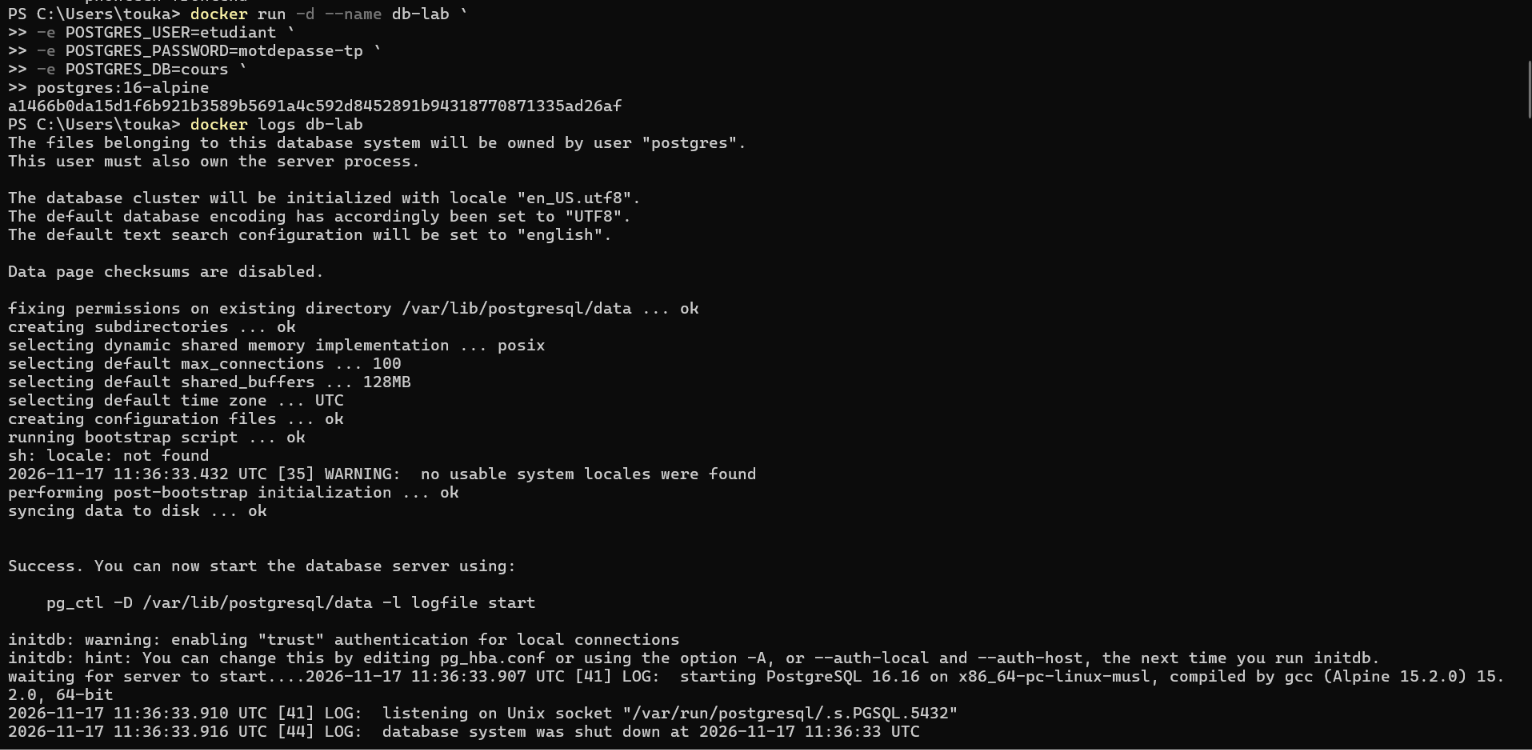 PS C:\Users\touka> docker run -d --name db-lab `
>> -e POSTGRES_USER=etudiant `
>> -e POSTGRES_PASSWORD=motdepasse-tp `
>> -e POSTGRES_DB=cours `
>> postgres:16-alpine
a1466b0da15d1f6b921b3589b5691a4c592d8452891b94318770871335ad26af
PS C:\Users\touka> docker logs db-lab
The files belonging to this database system will be owned by user "postgres".
This user must also own the server process.

The database cluster will be initialized with locale "en_US.utf8".
The default database encoding has accordingly been set to "UTF8".
The default text search configuration will be set to "english".

Data page checksums are disabled.

fixing permissions on existing directory /var/lib/postgresql/data ... ok
creating subdirectories ... ok
selecting dynamic shared memory implementation ... posix
selecting default max_connections ... 100
selecting default shared_buffers ... 128MB
selecting default time zone ... UTC
creating configuration files ... ok
running bootstrap script ... ok
sh: locale: not found
2026-11-17 11:36:33.432 UTC [35] WARNING:  no usable system locales were found
performing post-bootstrap initialization ... ok
syncing data to disk ... ok


Success. You can now start the database server using:

    pg_ctl -D /var/lib/postgresql/data -l logfile start

initdb: warning: enabling "trust" authentication for local connections
initdb: hint: You can change this by editing pg_hba.conf or using the option -A, or --auth-local and --auth-host, the next time you run initdb.
waiting for server to start....2026-11-17 11:36:33.907 UTC [41] LOG:  starting PostgreSQL 16.16 on x86_64-pc-linux-musl, compiled by gcc (Alpine 15.2.0) 15.
2.0, 64-bit
2026-11-17 11:36:33.910 UTC [41] LOG:  listening on Unix socket "/var/run/postgresql/.s.PGSQL.5432"
2026-11-17 11:36:33.916 UTC [44] LOG:  database system was shut down at 2026-11-17 11:36:33 UTC